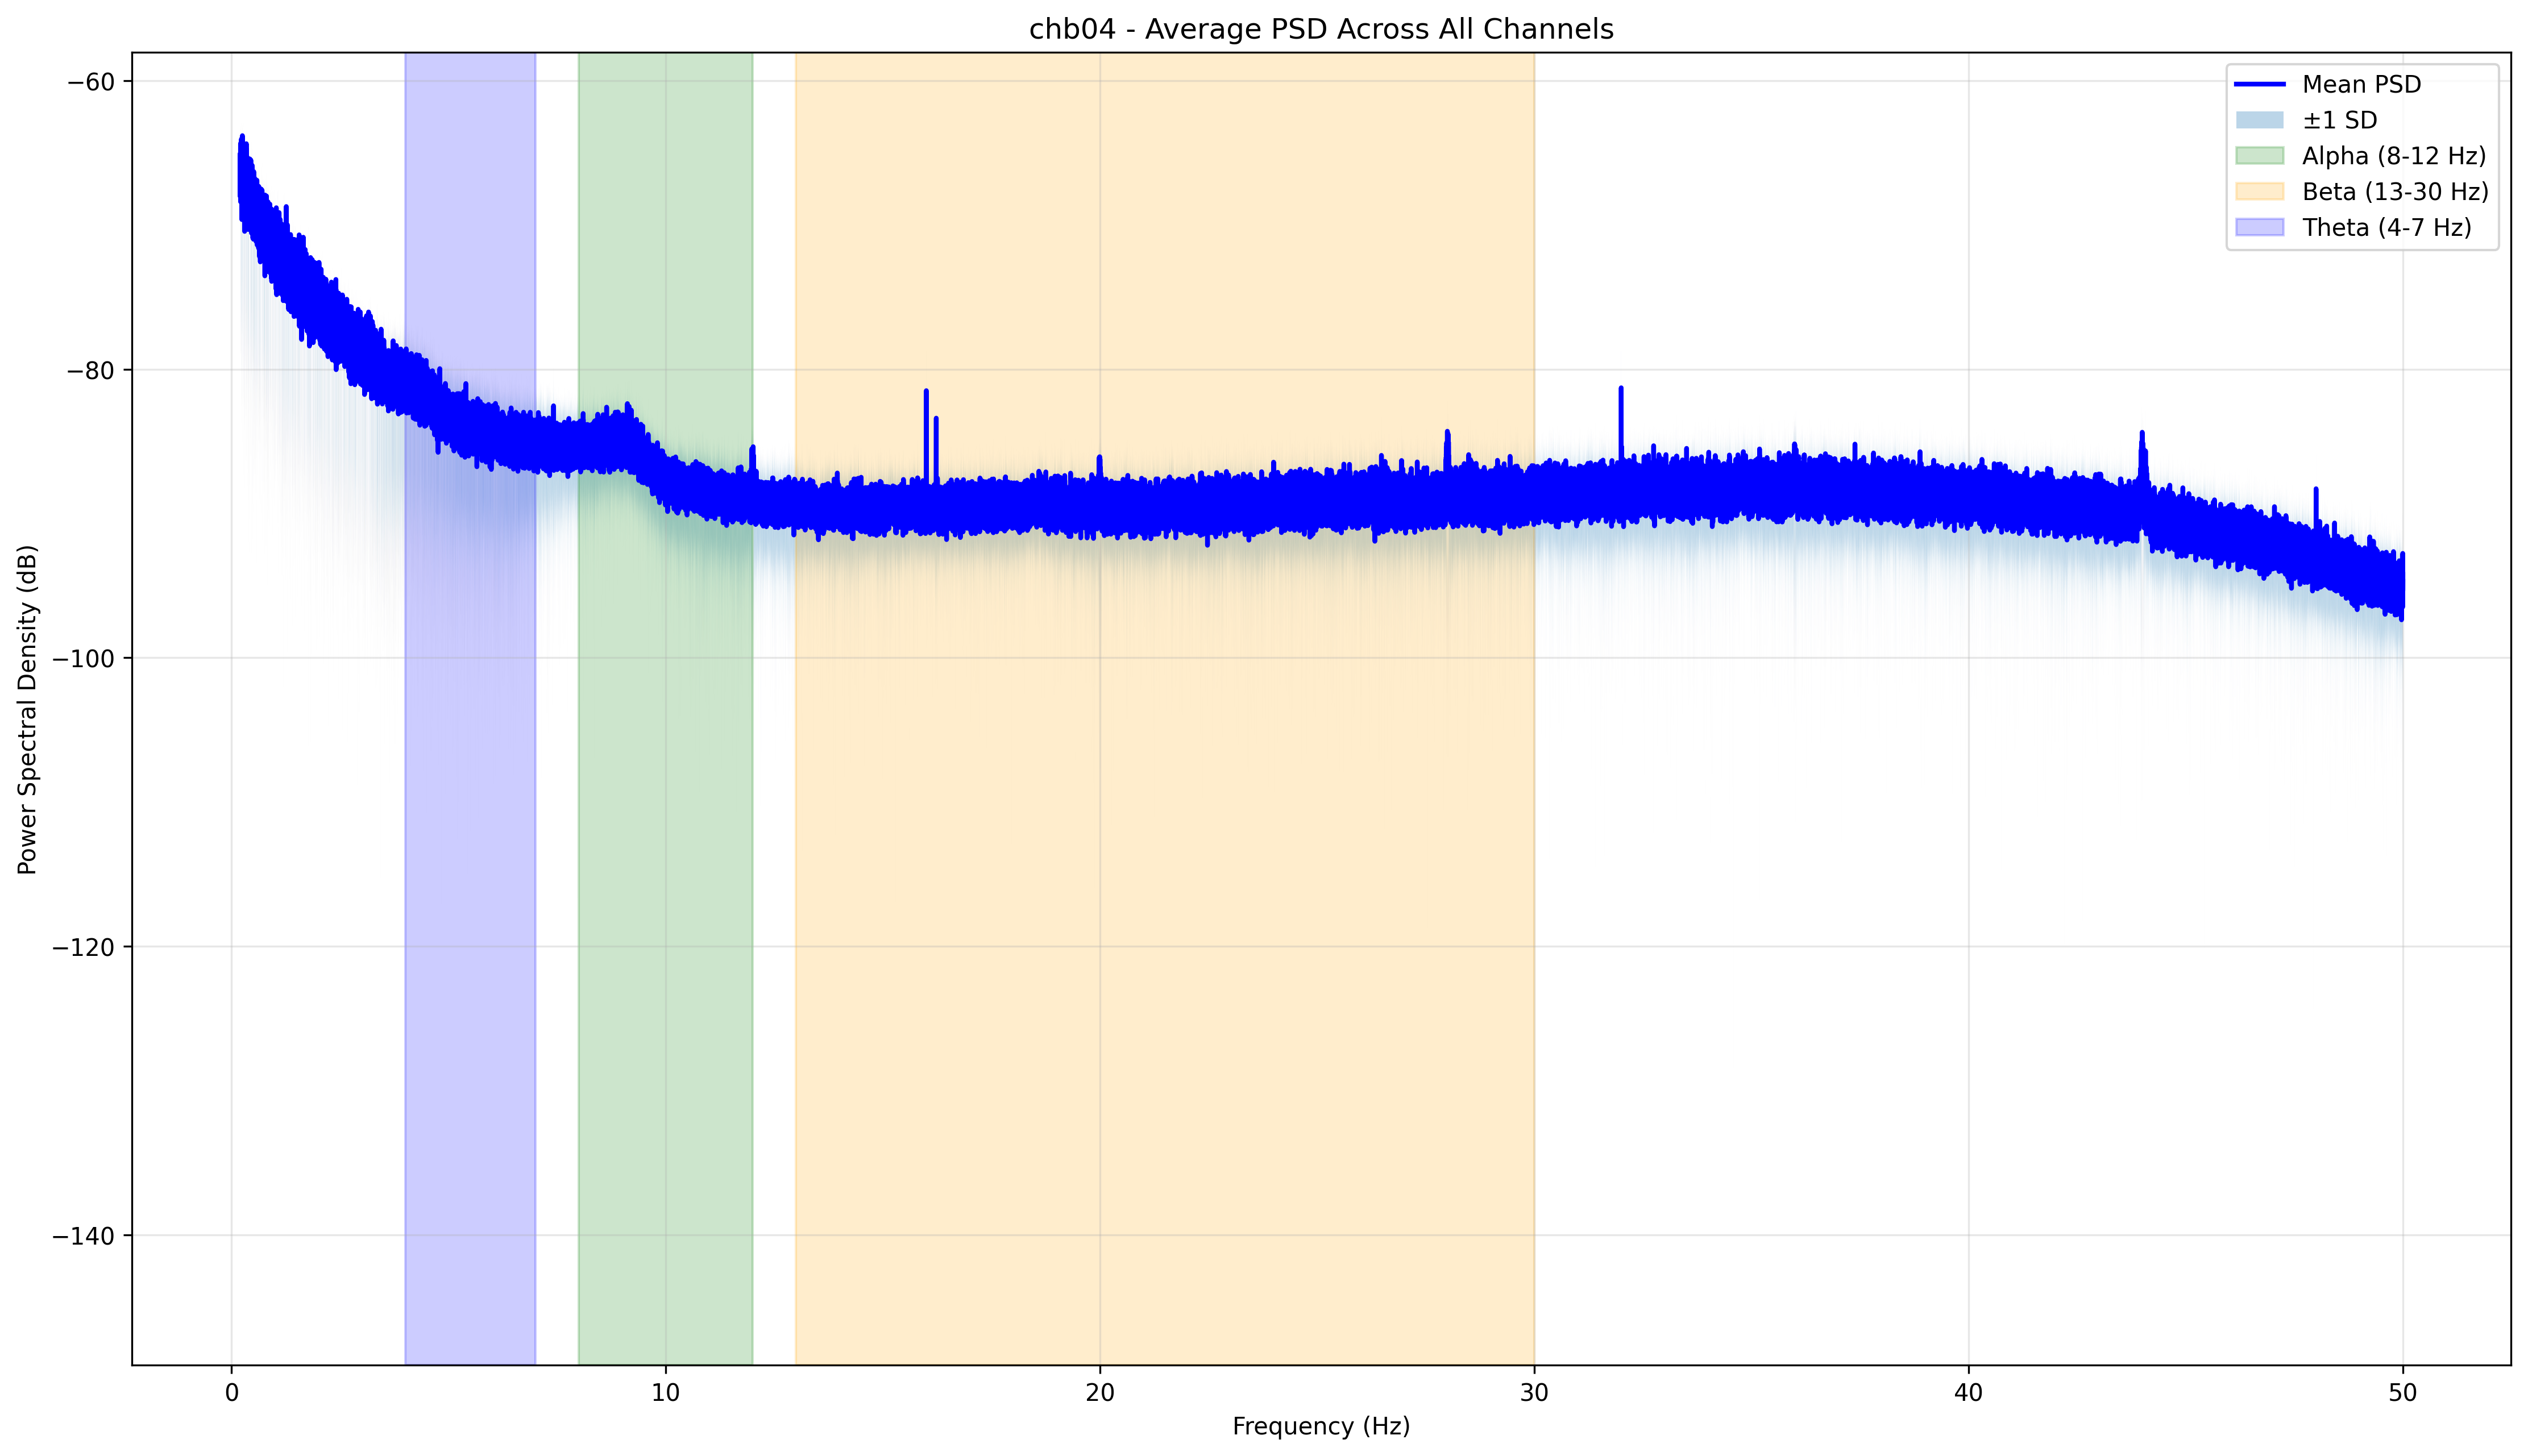 chb04 - Average PSD Across All Channels
Mean PSD
±1 SD
Alpha (8-12 Hz)
Beta (13-30 Hz)
Theta (4-7 Hz)
Power Spectral Density (dB)
−60
−80
−100
−120
−140
0 10 20 30 40 50
Frequency (Hz)